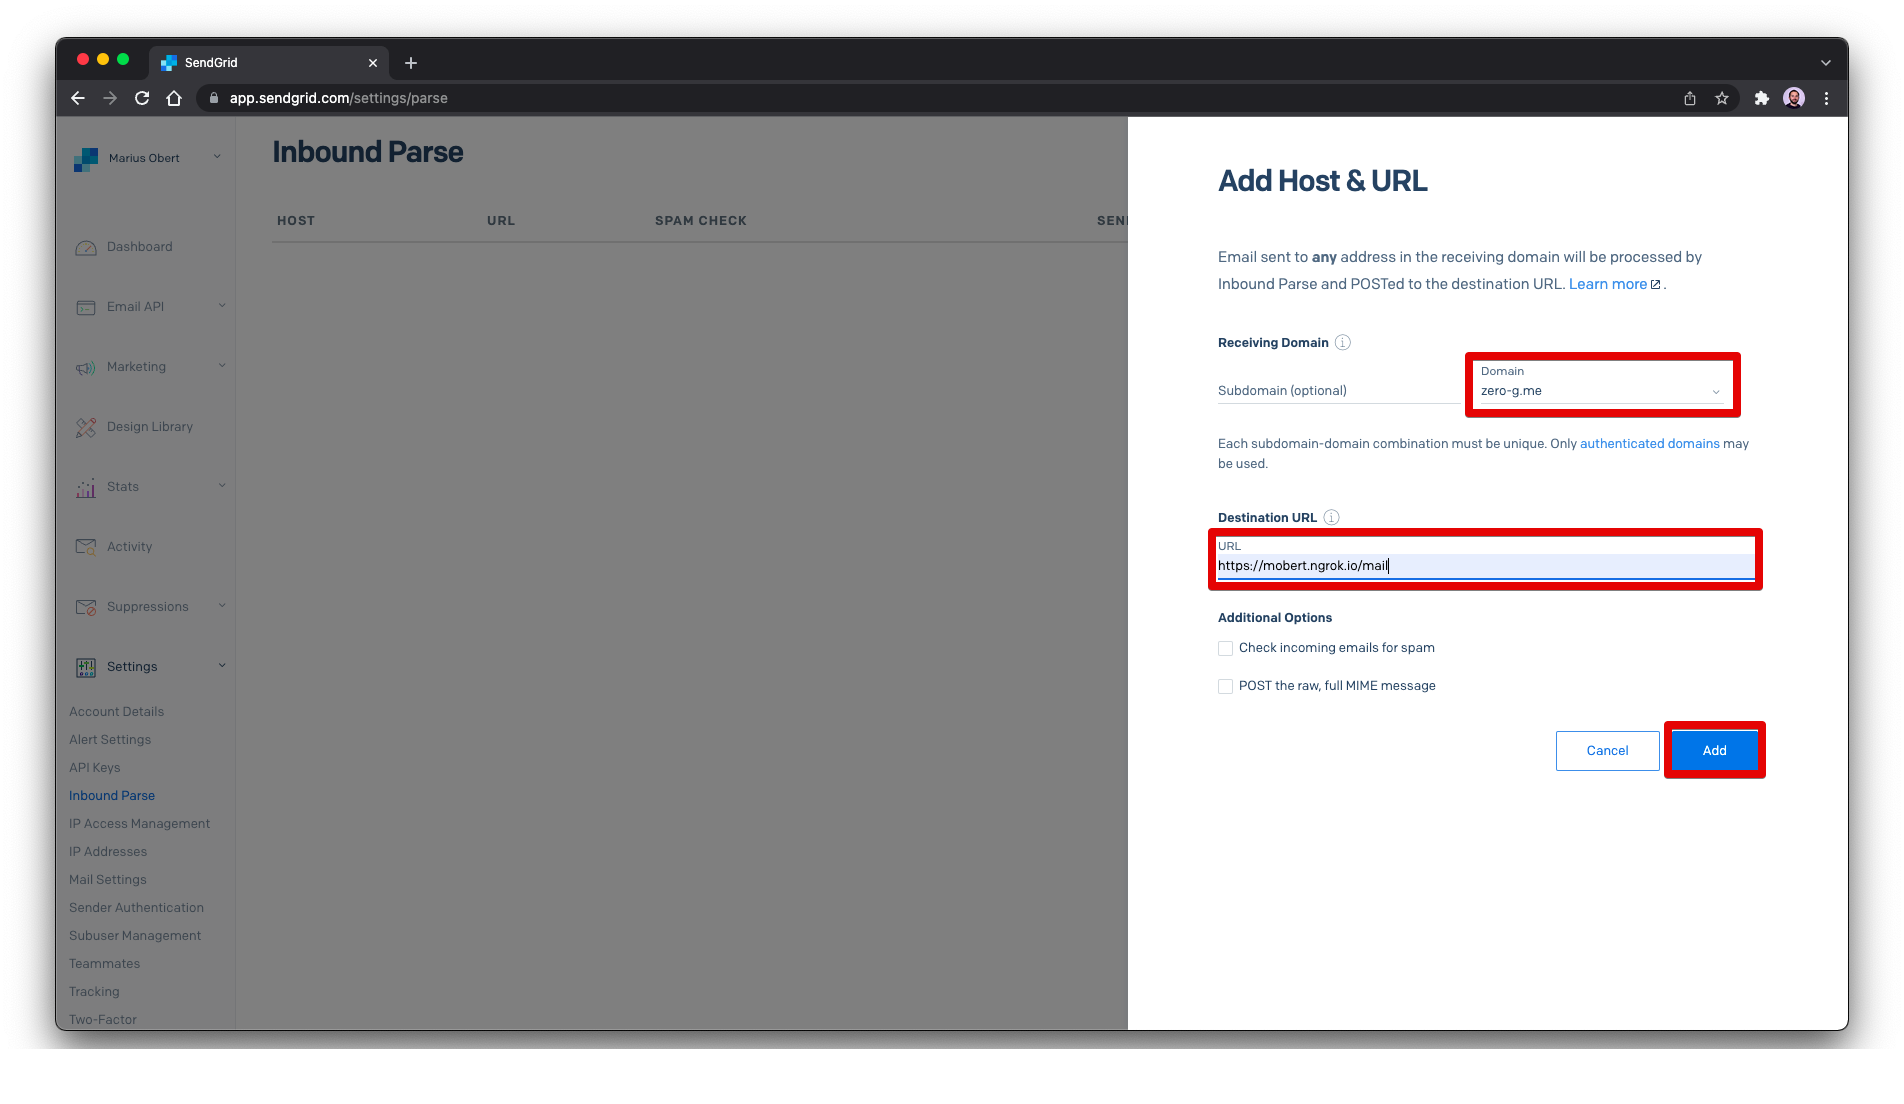 SendGrid
app.sendgrid.com/settings/parse
Marius Obert
Dashboard
Email API
Marketing
Design Library
Stats
Activity
Suppressions
Settings
Account Details
Alert Settings
API Keys
Inbound Parse
IP Access Management
IP Addresses
Mail Settings
Sender Authentication
Subuser Management
Teammates
Tracking
Two-Factor
Inbound Parse
HOST URL SPAM CHECK SEN
Add Host & URL
Email sent to any address in the receiving domain will be processed by
Inbound Parse and POSTed to the destination URL. Learn more .
Receiving Domain
Subdomain (optional)
Domain
zero-g.me
Each subdomain-domain combination must be unique. Only authenticated domains may
be used.
Destination URL
URL
https://mobert.ngrok.io/mail
Additional Options
Check incoming emails for spam
POST the raw, full MIME message
Cancel
Add